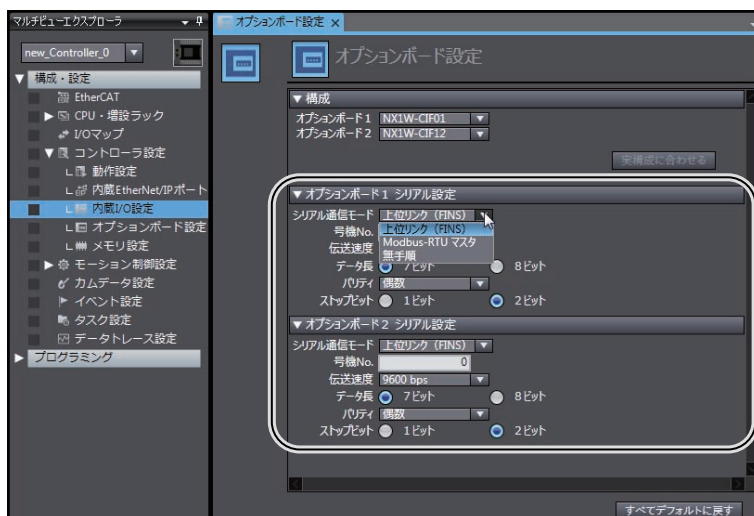 マルチビューエクスプローラ
new_Controller_0
▼ 構成・設定
EtherCAT
▶ CPU・増設ラック
I/Oマップ
▼ コントローラ設定
動作設定
内蔵EtherNet/IPポート
内蔵I/O設定
オプションボード設定
メモリ設定
▶ モーション制御設定
カムデータ設定
イベント設定
タスク設定
データトレース設定
▶ プログラミング
オプションボード設定 ×
オプションボード設定
▼構成
オプションボード1 NX1W-CIF01
オプションボード2 NX1W-CIF12
実構成に合わせる
▼オプションボード1 シリアル設定
シリアル通信モード 上位リンク (FINS)
上位リンク (FINS)
号機No. Modbus-RTU マスタ
伝送速度 無手順
データ長 7ビット 8ビット
パリティ 偶数
ストップビット 1ビット 2ビット
▼オプションボード2 シリアル設定
シリアル通信モード 上位リンク (FINS)
号機No. 0
伝送速度 9600 bps
データ長 7ビット 8ビット
パリティ 偶数
ストップビット 1ビット 2ビット
すべてデフォルトに戻す